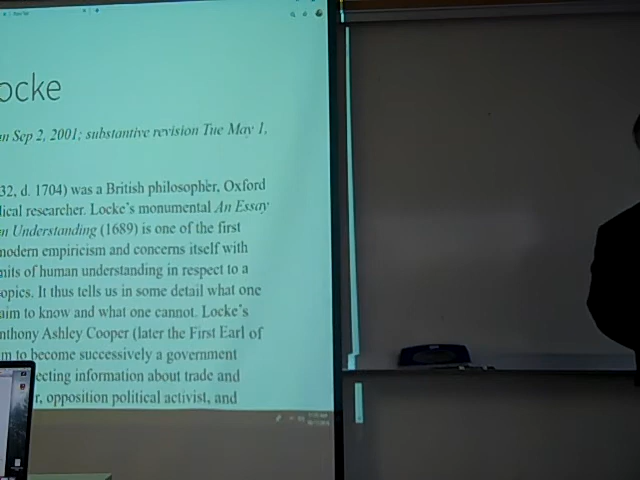 ocke
n Sep 2, 2001; substantive revision Tue May 1,
32, d. 1704) was a British philosopher, Oxford
lical researcher. Locke's monumental An Essay
n Understanding (1689) is one of the first
modern empiricism and concerns itself with
mits of human understanding in respect to a
opics. It thus tells us in some detail what one
aim to know and what one cannot. Locke's
nthony Ashley Cooper (later the First Earl of
m to become successively a government
ecting information about trade and
r, opposition political activist, and